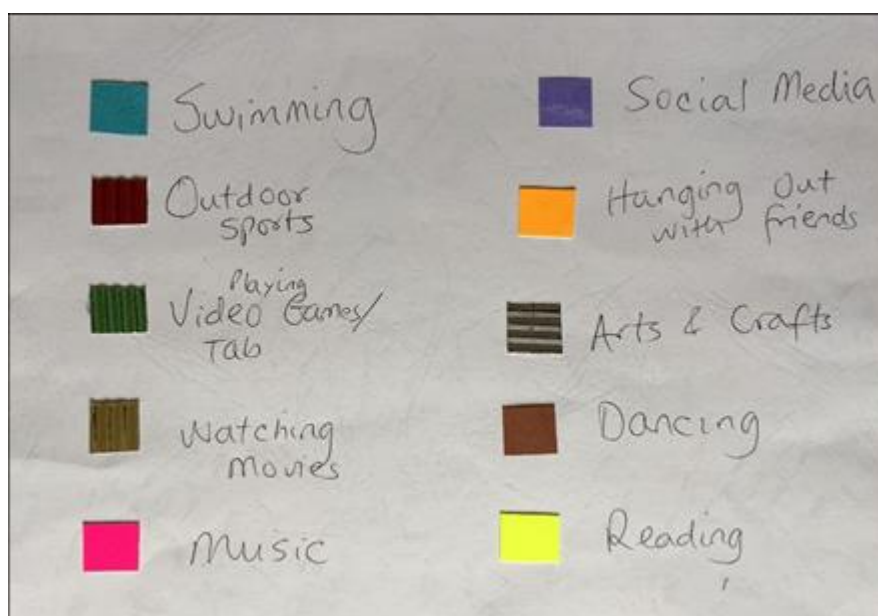 Swimming
Outdoor
sports
Playing
Video Games/
Tab
Watching
movies
Music
Social Media
Hanging out
with friends
Arts & Crafts
Dancing
Reading